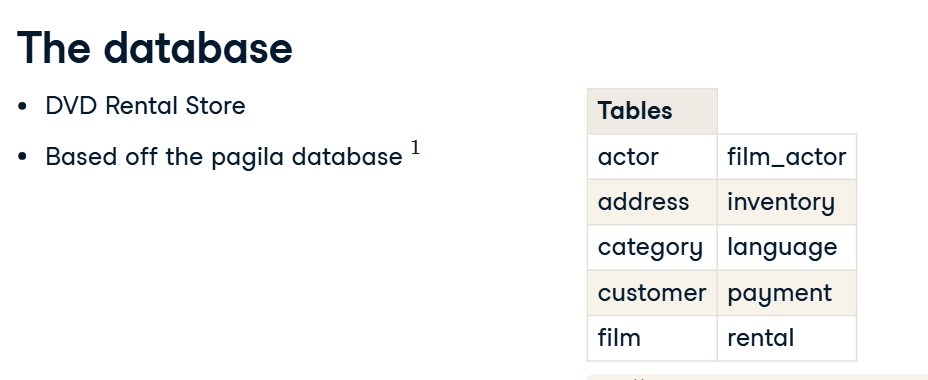 The database
• DVD Rental Store
• Based off the pagila database 1
Tables
actor film_actor
address inventory
category language
customer payment
film rental